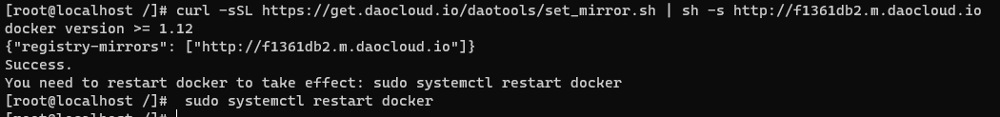 [root@localhost /]# curl -sSL https://get.daocloud.io/daotools/set_mirror.sh | sh -s http://f1361db2.m.daocloud.io
docker version >= 1.12
{"registry-mirrors": ["http://f1361db2.m.daocloud.io"]}
Success.
You need to restart docker to take effect: sudo systemctl restart docker
[root@localhost /]#  sudo systemctl restart docker
[root@localhost /]#